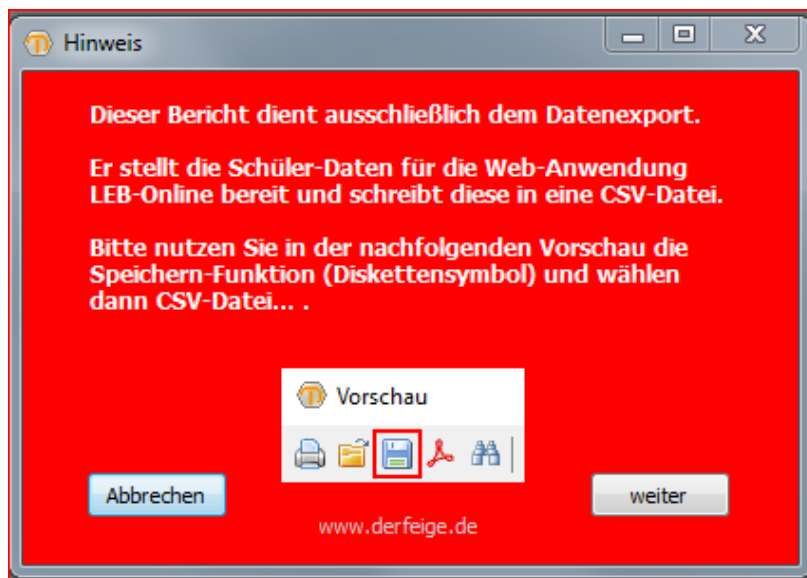 Hinweis
Dieser Bericht dient ausschließlich dem Datenexport.
Er stellt die Schüler-Daten für die Web-Anwendung
LEB-Online bereit und schreibt diese in eine CSV-Datei.
Bitte nutzen Sie in der nachfolgenden Vorschau die
Speichern-Funktion (Diskettensymbol) und wählen
dann CSV-Datei... .
Vorschau
Abbrechen
weiter
www.derfeige.de